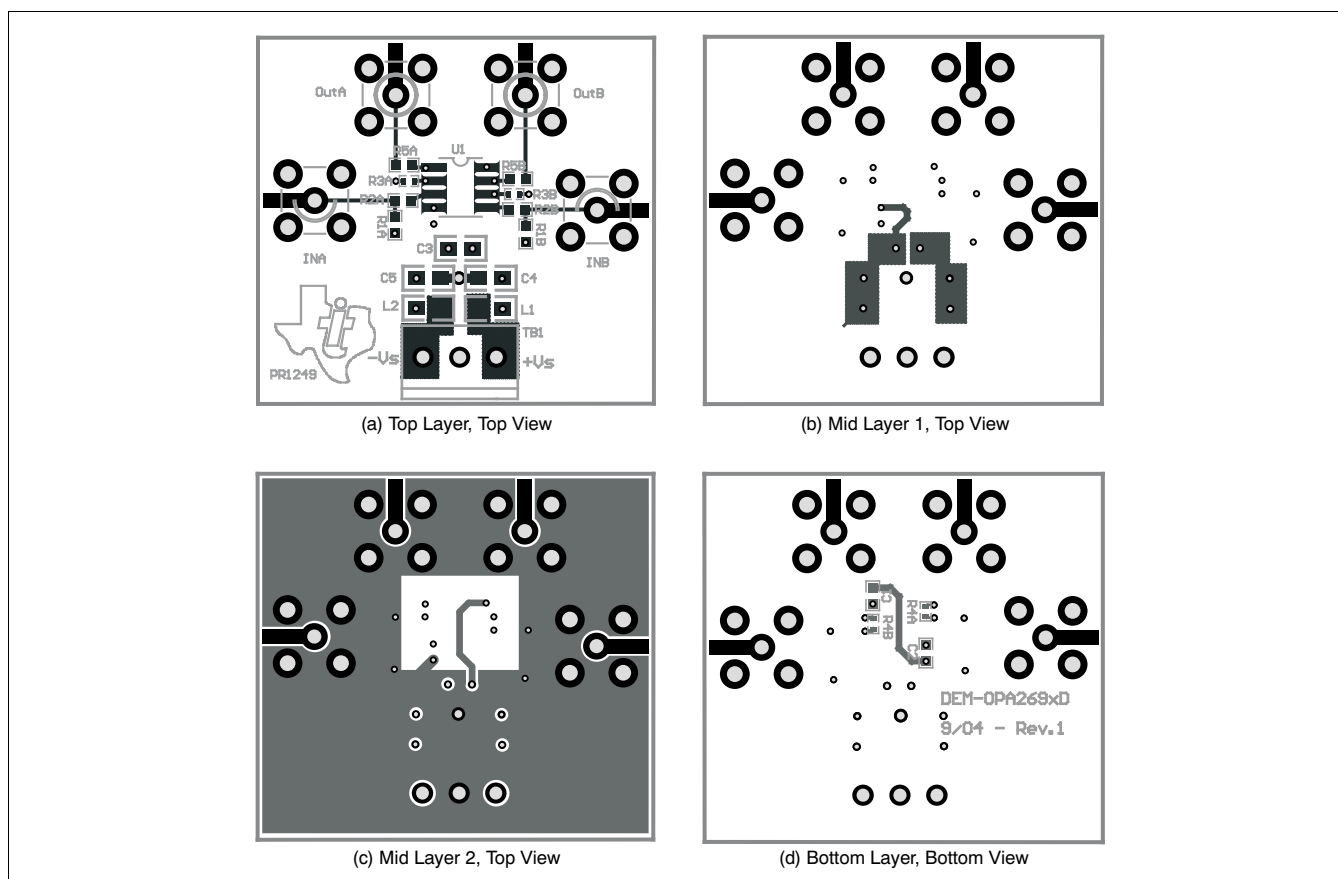 OutA
OutB
R5A
U1
R5B
R3A
R3B
R2A
R2B
R1A
R1B
INA
INB
C3
C5
C4
L2
L1
TB1
-Vs
+Vs
PR1249
(a) Top Layer, Top View
(b) Mid Layer 1, Top View
(c) Mid Layer 2, Top View
C1
R4A
R4B
C2
DEM-OPA269xD
9/04 - Rev.1
(d) Bottom Layer, Bottom View